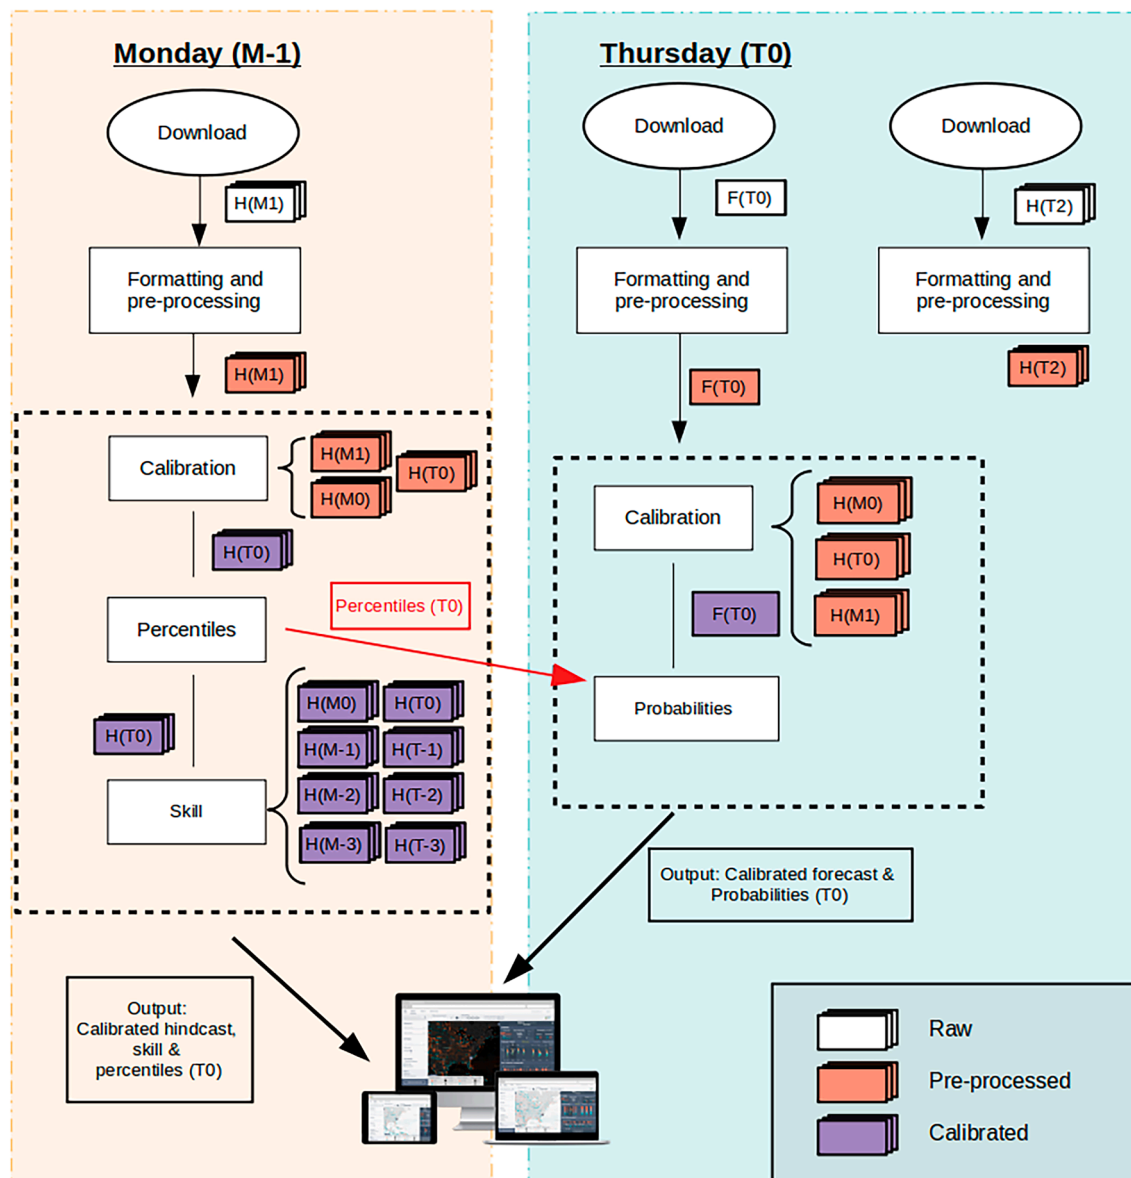 Monday (M-1)
Download
H(M1)
Formatting and
pre-processing
H(M1)
Calibration
H(M1)
H(T0)
H(M0)
H(T0)
Percentiles
Percentiles (T0)
H(T0)
Skill
H(M0)
H(T0)
H(M-1)
H(T-1)
H(M-2)
H(T-2)
H(M-3)
H(T-3)
Output:
Calibrated hindcast,
skill &
percentiles (T0)
Thursday (T0)
Download
F(T0)
Formatting and
pre-processing
F(T0)
Calibration
H(M0)
H(T0)
H(M1)
F(T0)
Probabilities
Output: Calibrated forecast &
Probabilities (T0)
Download
H(T2)
Formatting and
pre-processing
H(T2)
Raw
Pre-processed
Calibrated